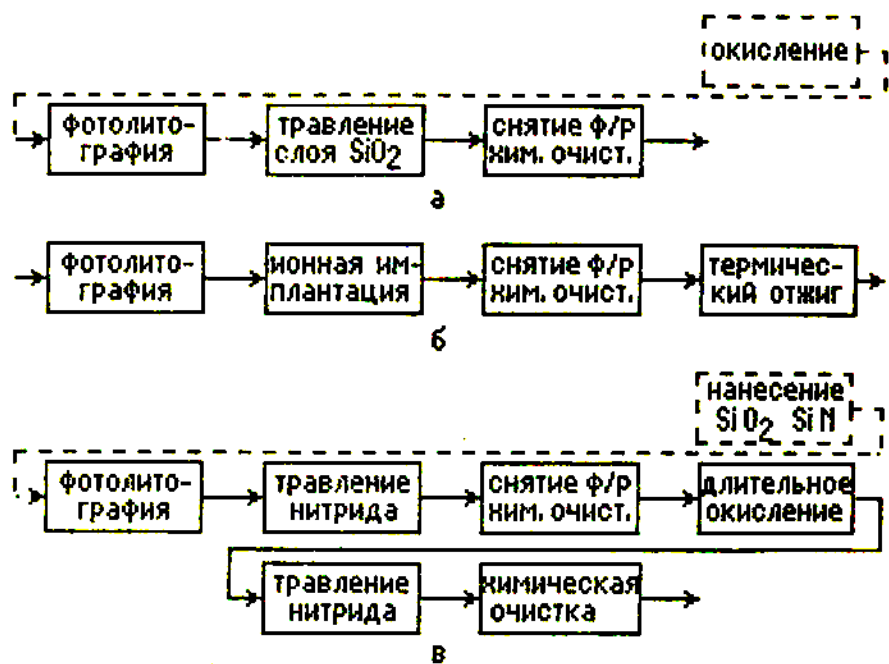 окисление
фотолито-
графия
травление
слоя SiO2
снятие ф/р
хим. очист.
а
фотолито-
графия
ионная им-
плантация
снятие ф/р
хим. очист.
термичес-
кий отжиг
б
нанесение
SiO2 SiN
фотолито-
графия
травление
нитрида
снятие ф/р
хим. очист.
длительное
окисление
травление
нитрида
химическая
очистка
в